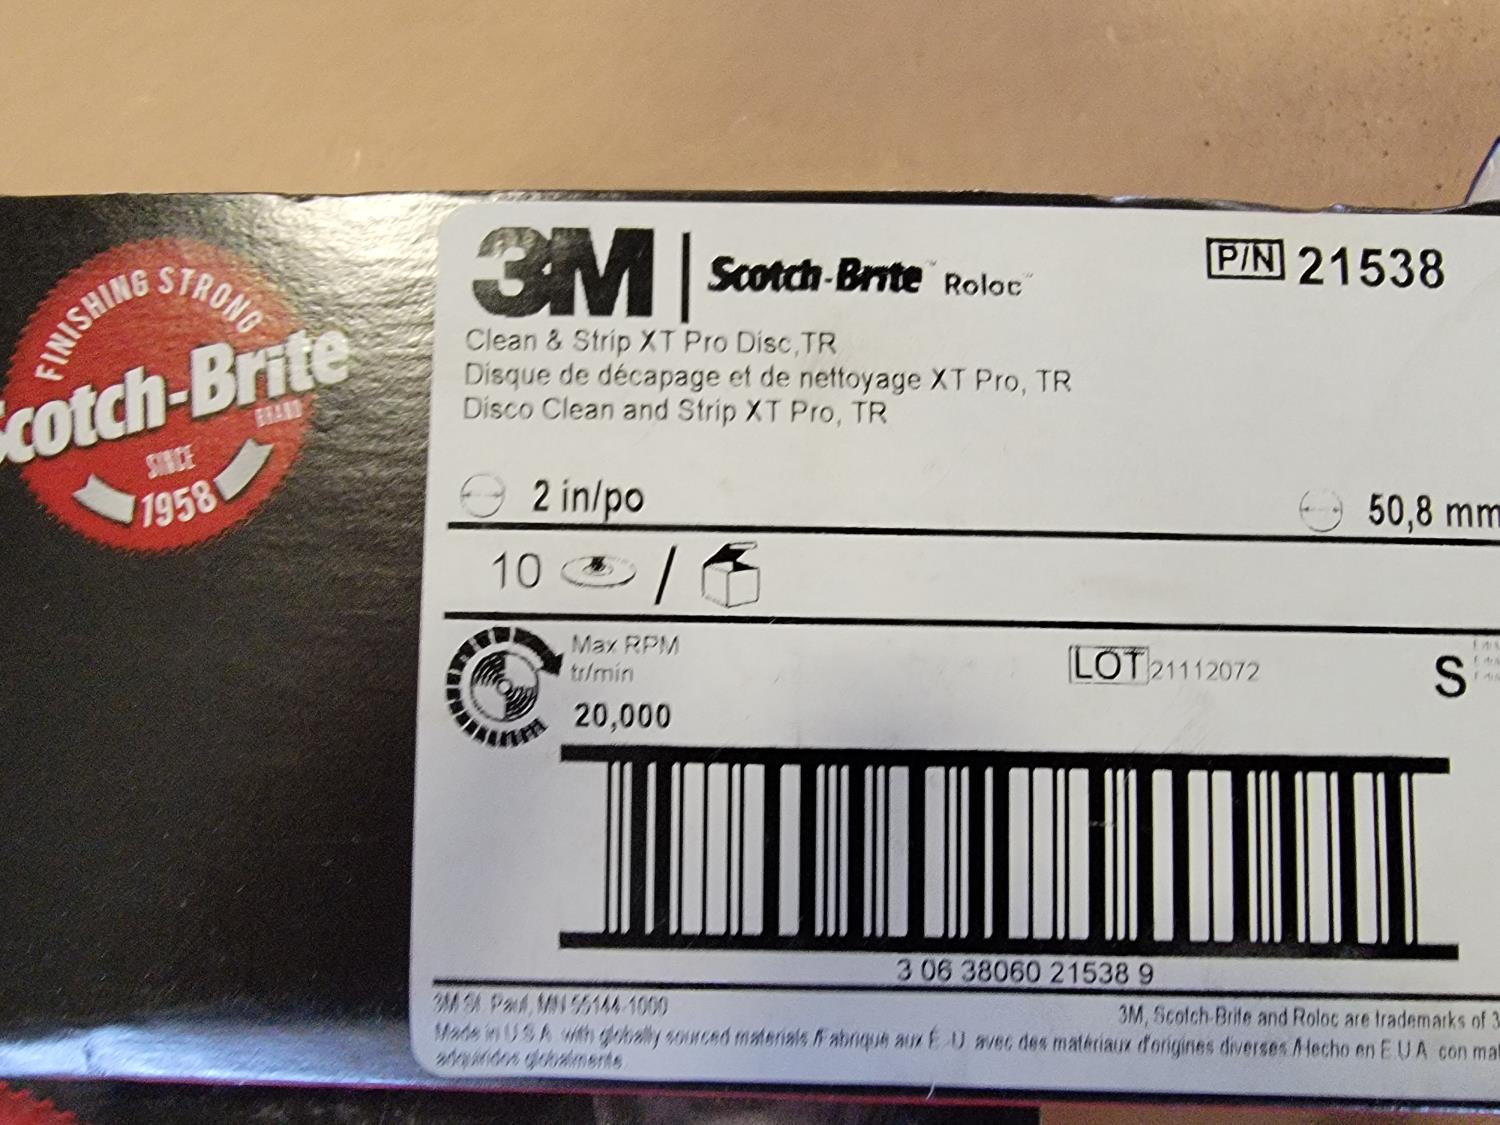 FINISHING STRONG
Scotch-Brite
BRAND
SINCE
1958
3M Scotch-Brite™ Roloc™
P/N 21538
Clean & Strip XT Pro Disc,TR
Disque de décapage et de nettoyage XT Pro, TR
Disco Clean and Strip XT Pro, TR
2 in/po
50,8 mm
10 /
Max RPM
tr/min
20,000
LOT 21112072
S
3 06 38060 21538 9
3M St. Paul, MN 55144-1000
3M, Scotch-Brite and Roloc are trademarks of 3
Made in U.S.A. with globally sourced materials./Fabriqué aux É.-U. avec des matériaux d'origines diverses./Hecho en E.U.A. con mat
adquiridos globalmente.